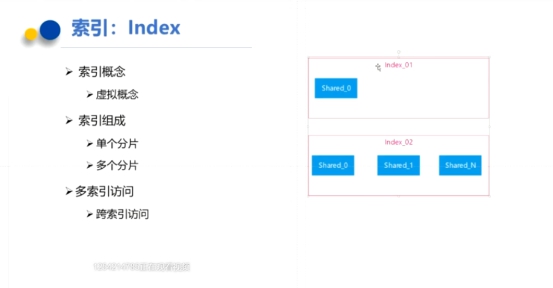 索引：Index
索引概念
虚拟概念
索引组成
单个分片
多个分片
多索引访问
跨索引访问
Index_01
Shared_0
Index_02
Shared_0 Shared_1 Shared_N